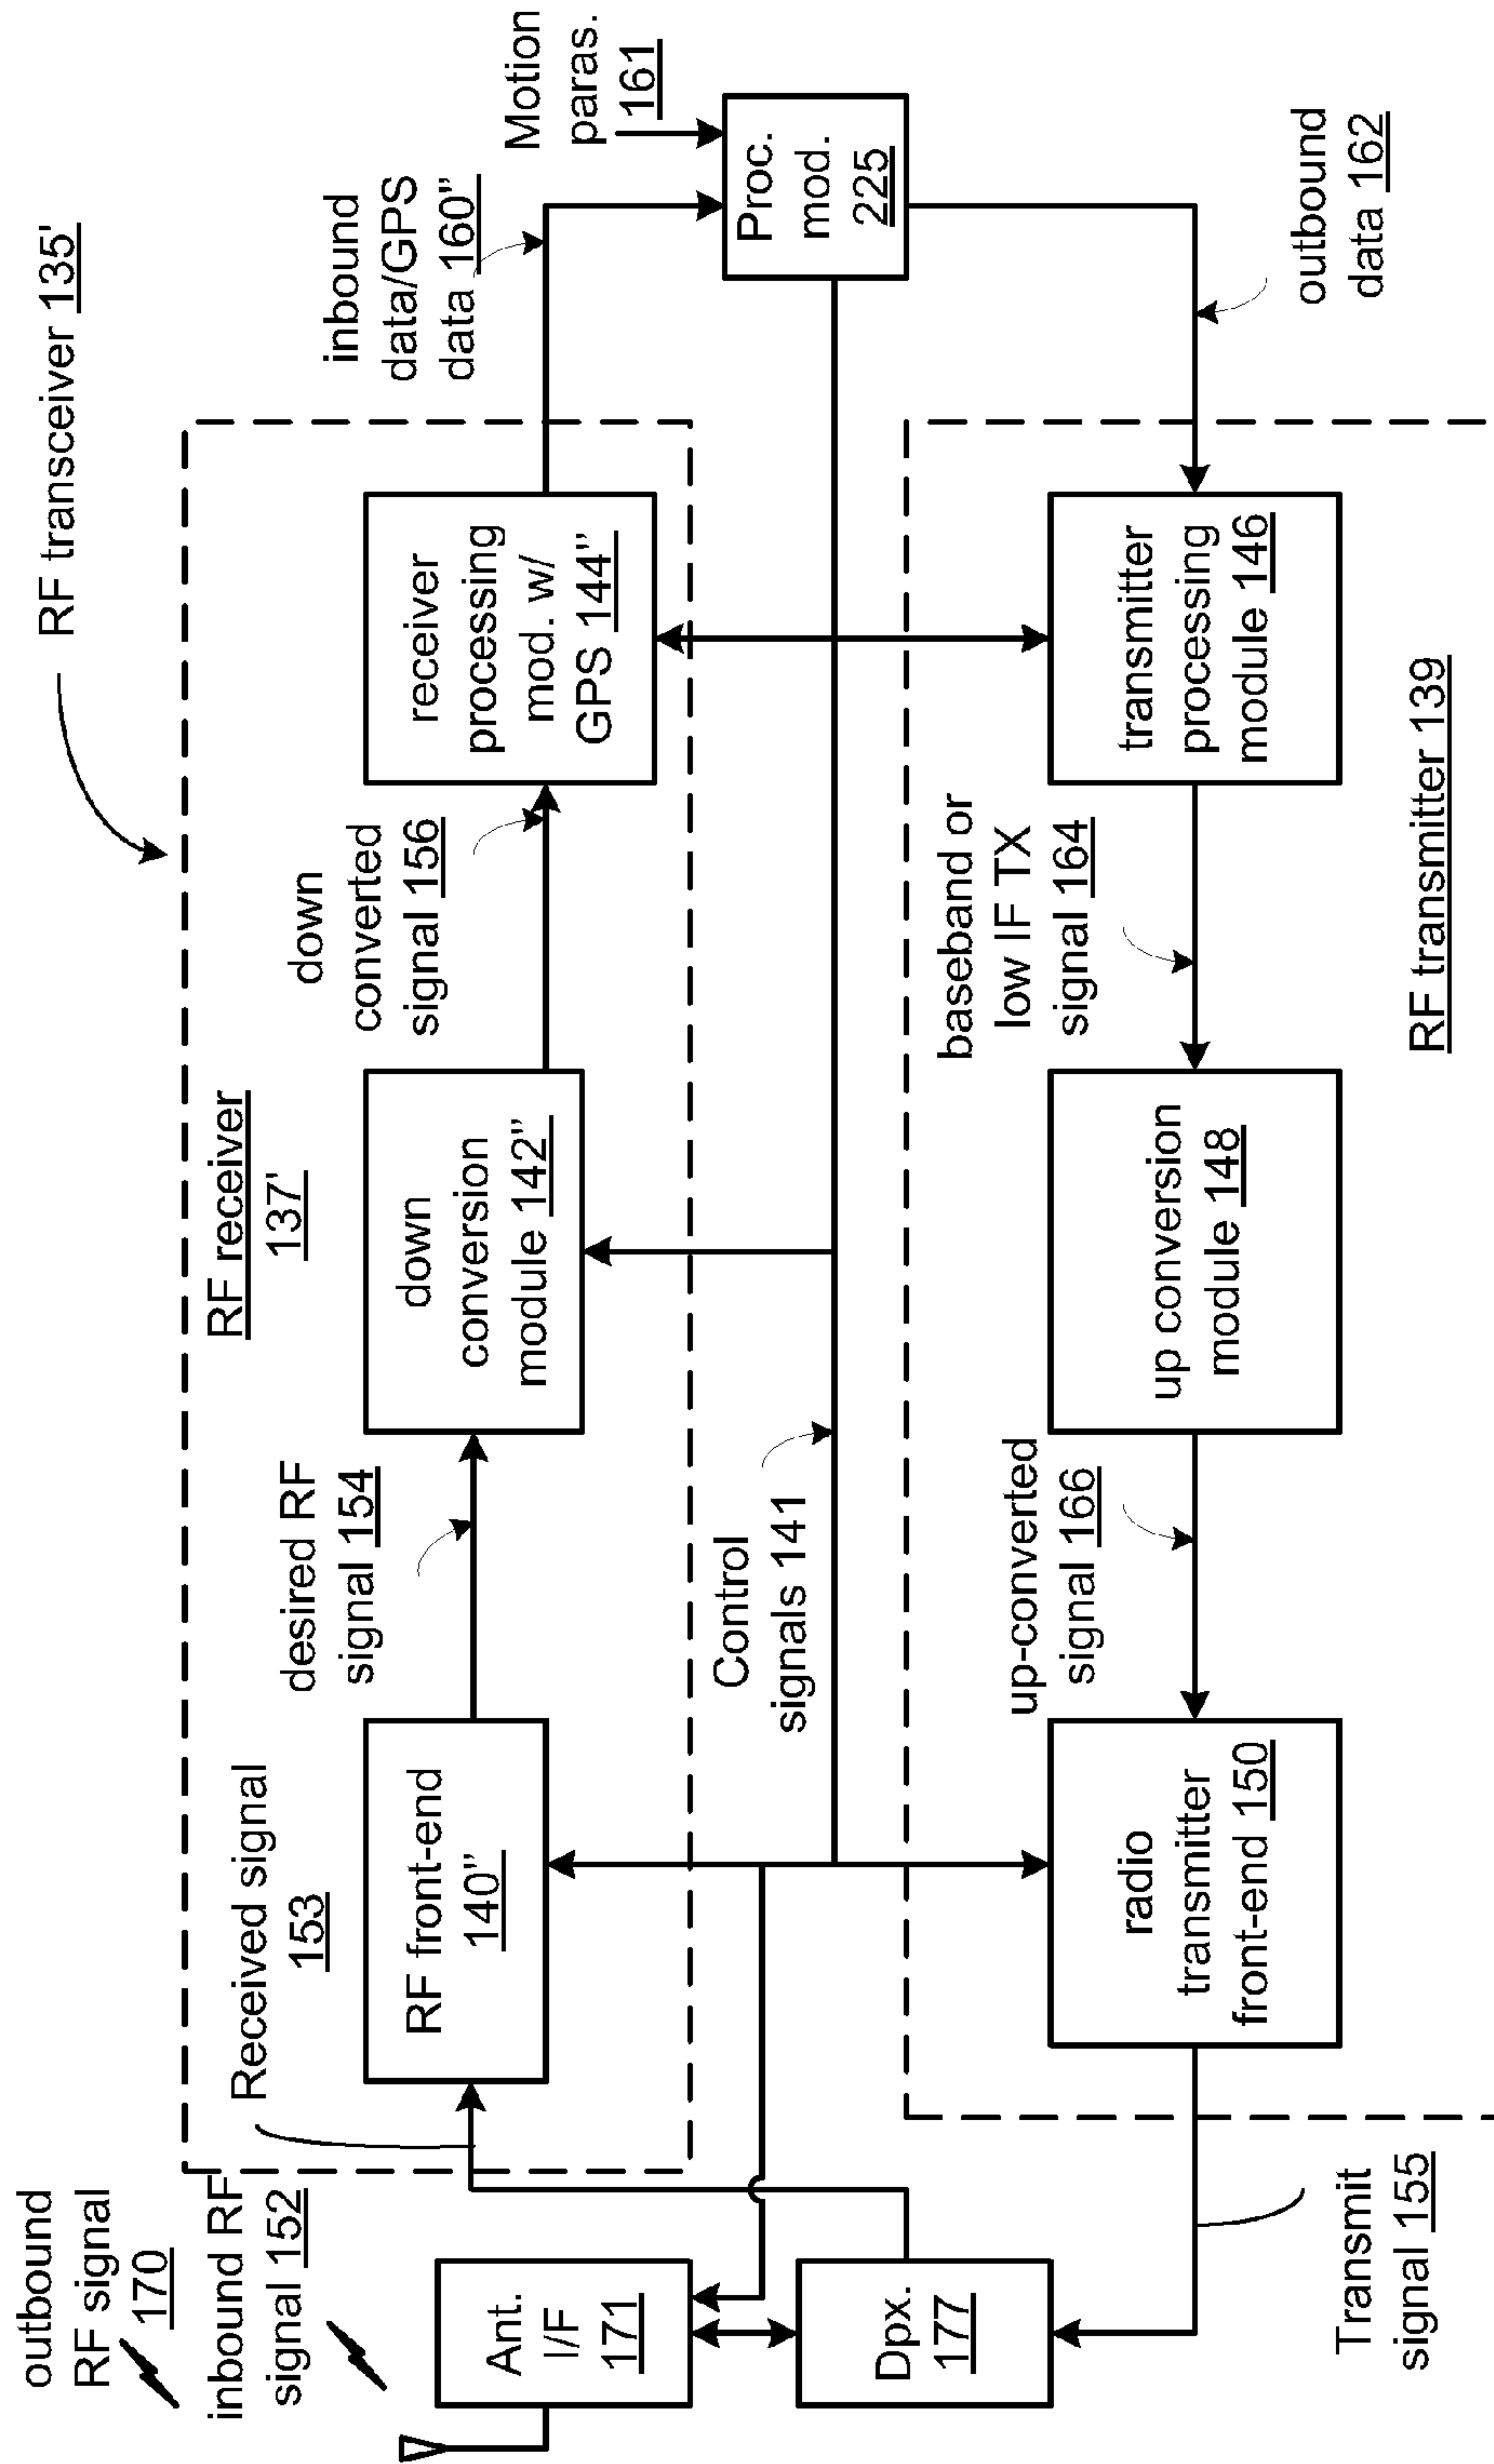 RF transceiver 135'
outbound
RF signal
170
inbound RF
signal 152
Received signal
153
desired RF
signal 154
RF receiver
137'
down
converted
signal 156
inbound
data/GPS
data 160"
Motion
paras.
161
Ant.
I/F
171
RF front-end
140"
down
conversion
module 142"
receiver
processing
mod. w/
GPS 144"
Proc.
mod.
225
Control
signals 141
Dpx.
177
up-converted
signal 166
baseband or
low IF TX
signal 164
outbound
data 162
radio
transmitter
front-end 150
up conversion
module 148
transmitter
processing
module 146
Transmit
signal 155
RF transmitter 139